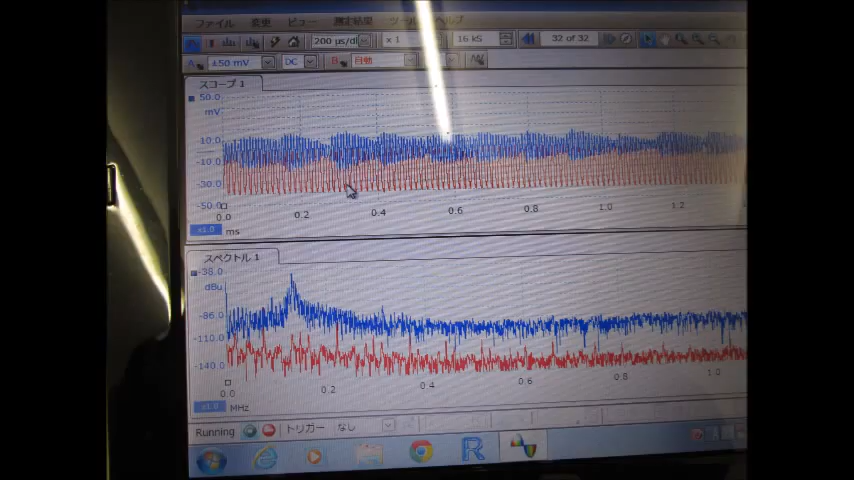 ファイル 変更 ビュー 測定結果 ツール ヘルプ
200 µs/di x 1 16 kS 32 of 32
A ±50 mV DC B 自動
スコープ 1
50.0
mV
10.0
-10.0
-30.0
-50.0
0.0 0.2 0.4 0.6 0.8 1.0 1.2
x1.0 ms
スペクトル 1
-38.0
dBu
-86.0
-110.0
-140.0
0.0 0.2 0.4 0.6 0.8 1.0
x1.0 MHz
Running トリガー なし
R